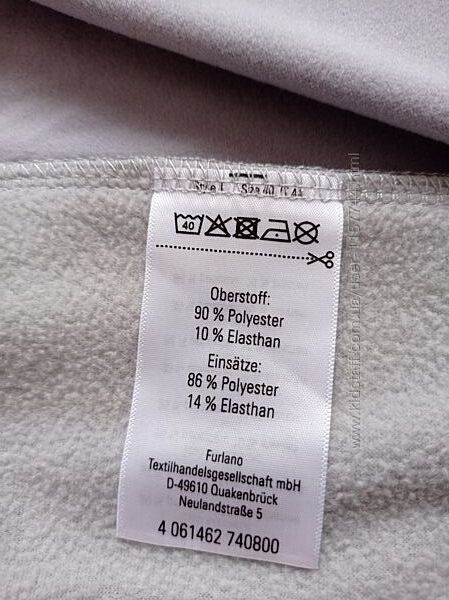 40
Oberstoff:
90 % Polyester
10 % Elasthan
Einsätze:
86 % Polyester
14 % Elasthan
Furlano
Textilhandelsgesellschaft mbH
D-49610 Quakenbrück
Neulandstraße 5
4 061462 740800